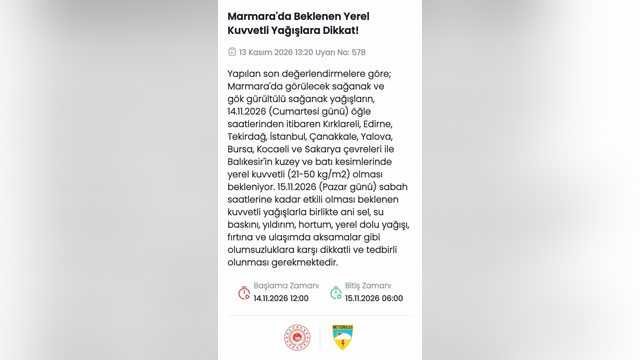 Marmara'da Beklenen Yerel
Kuvvetli Yağışlara Dikkat!
13 Kasım 2026 13:20 Uyarı No: 578
Yapılan son değerlendirmelere göre;
Marmara'da görülecek sağanak ve
gök gürültülü sağanak yağışların,
14.11.2026 (Cumartesi günü) öğle
saatlerinden itibaren Kırklareli, Edirne,
Tekirdağ, İstanbul, Çanakkale, Yalova,
Bursa, Kocaeli ve Sakarya çevreleri ile
Balıkesir'in kuzey ve batı kesimlerinde
yerel kuvvetli (21-50 kg/m2) olması
bekleniyor. 15.11.2026 (Pazar günü) sabah
saatlerine kadar etkili olması beklenen
kuvvetli yağışlarla birlikte ani sel, su
baskını, yıldırım, hortum, yerel dolu yağışı,
fırtına ve ulaşımda aksamalar gibi
olumsuzluklara karşı dikkatli ve tedbirli
olunması gerekmektedir.
Başlama Zamanı
14.11.2026 12:00
Bitiş Zamanı
15.11.2026 06:00